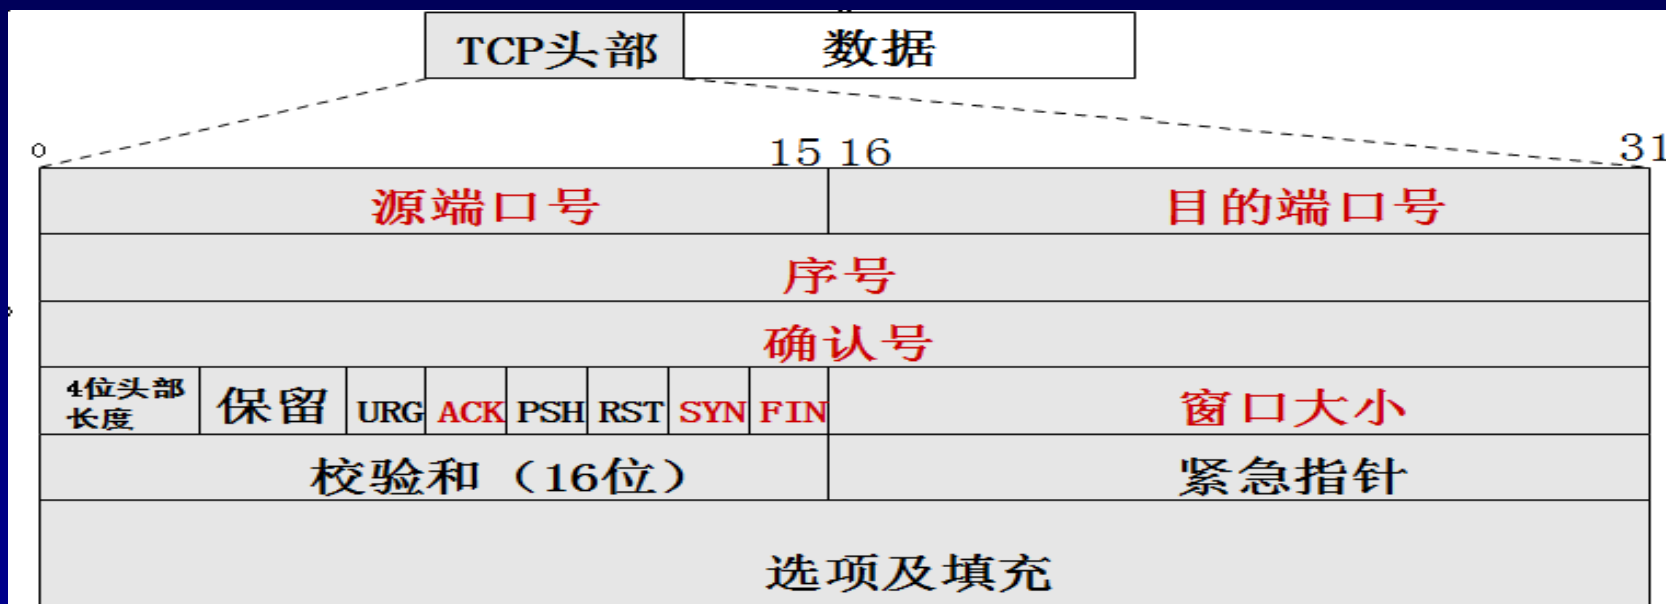 TCP头部 数据
0 15 16 31
源端口号 目的端口号
序号
确认号
4位头部
长度
保留 URG ACK PSH RST SYN FIN 窗口大小
校验和（16位） 紧急指针
选项及填充